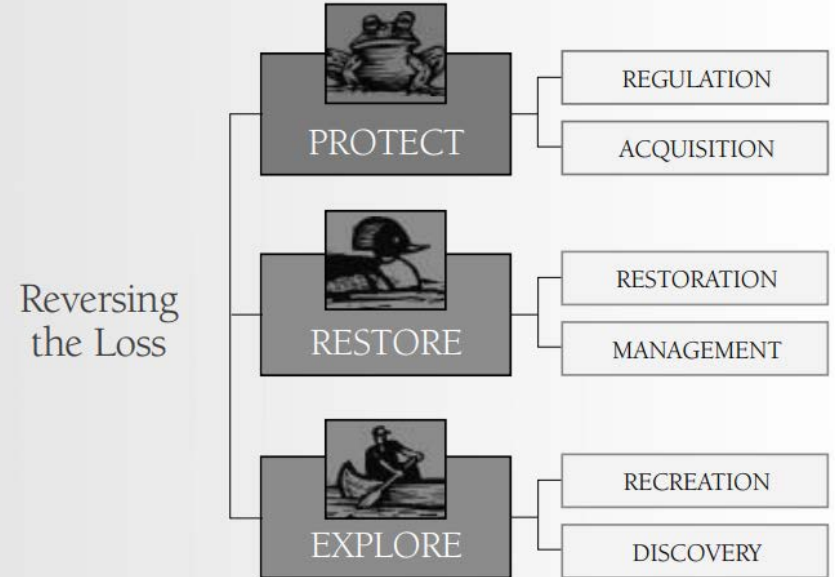 PROTECT
REGULATION
ACQUISITION
Reversing
the Loss
RESTORE
RESTORATION
MANAGEMENT
EXPLORE
RECREATION
DISCOVERY